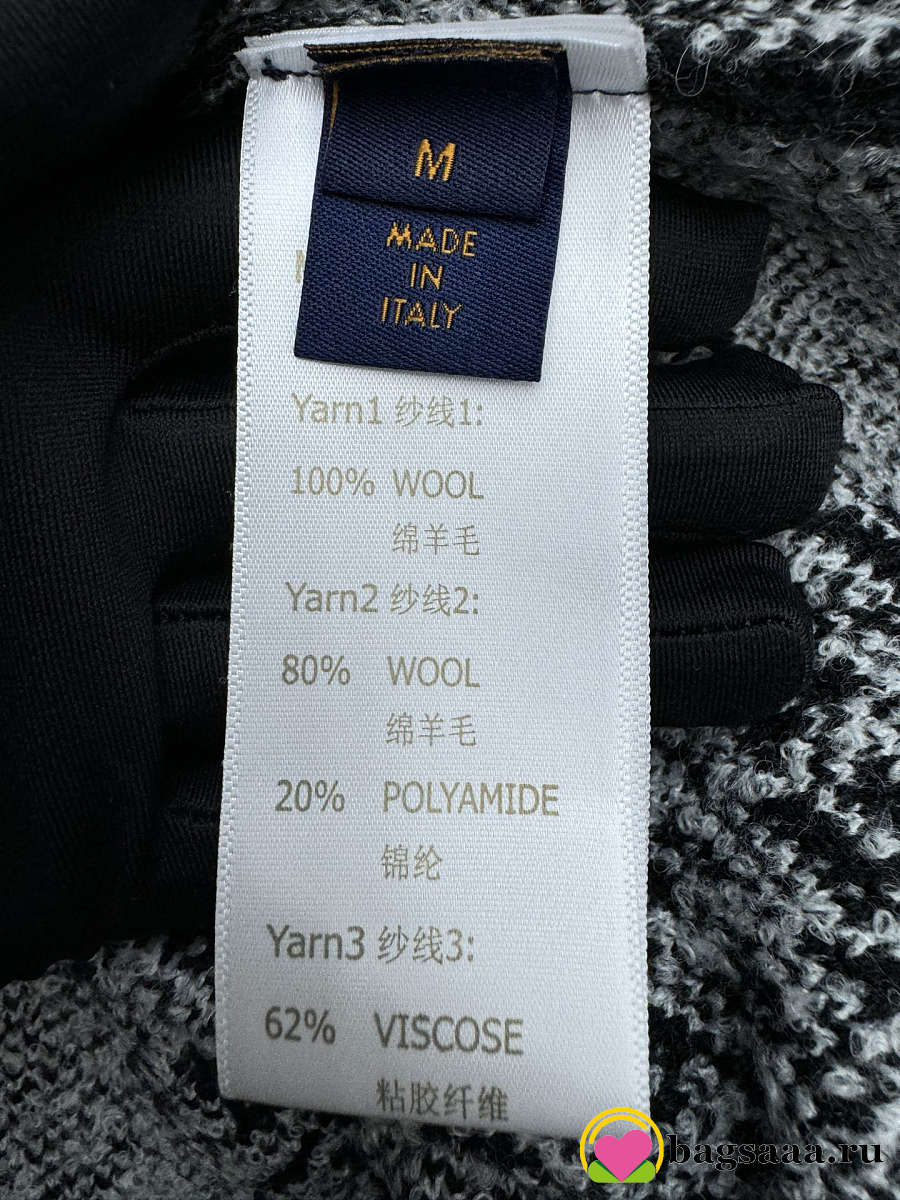 M
MADE
IN
ITALY
Yarn1 纱线1:
100% WOOL
绵羊毛
Yarn2 纱线2:
80% WOOL
绵羊毛
20% POLYAMIDE
锦纶
Yarn3 纱线3:
62% VISCOSE
粘胶纤维
bagsaaa.ru